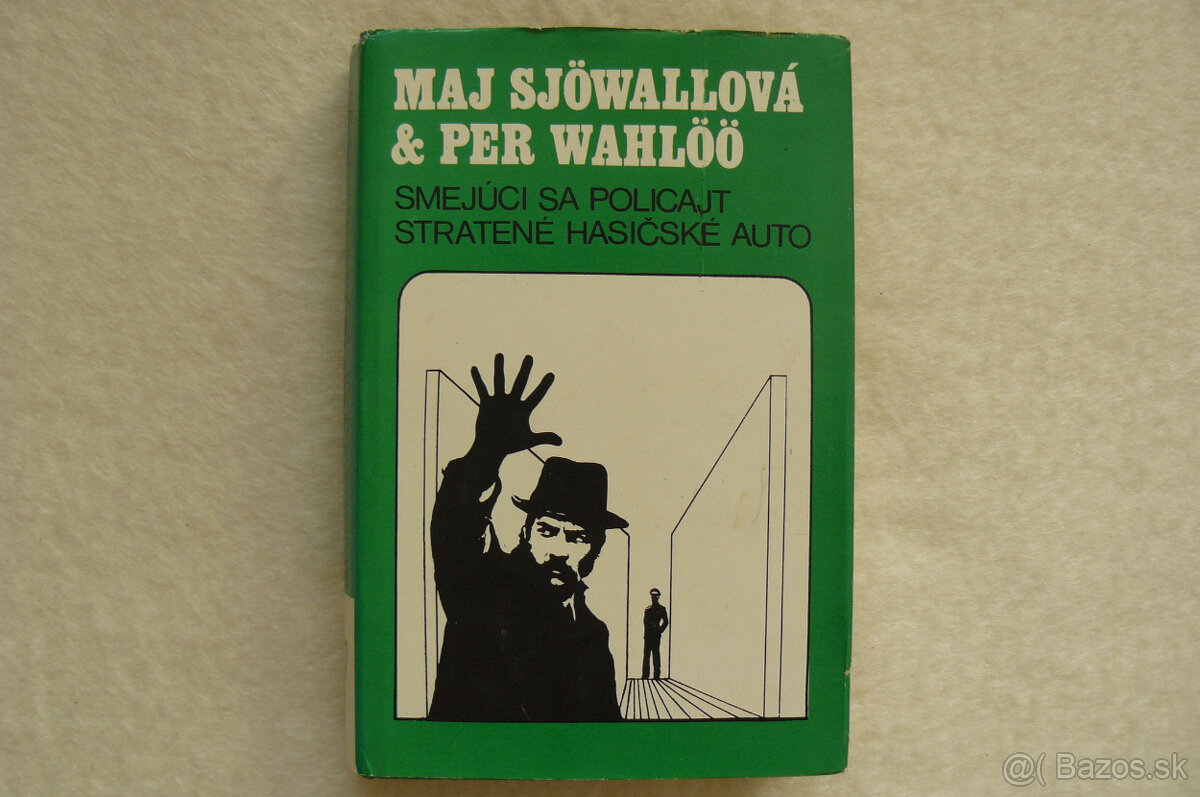 MAJ SJÖWALLOVÁ
& PER WAHLÖÖ
SMEJÚCI SA POLICAJT
STRATENÉ HASIČSKÉ AUTO
@( Bazos.sk